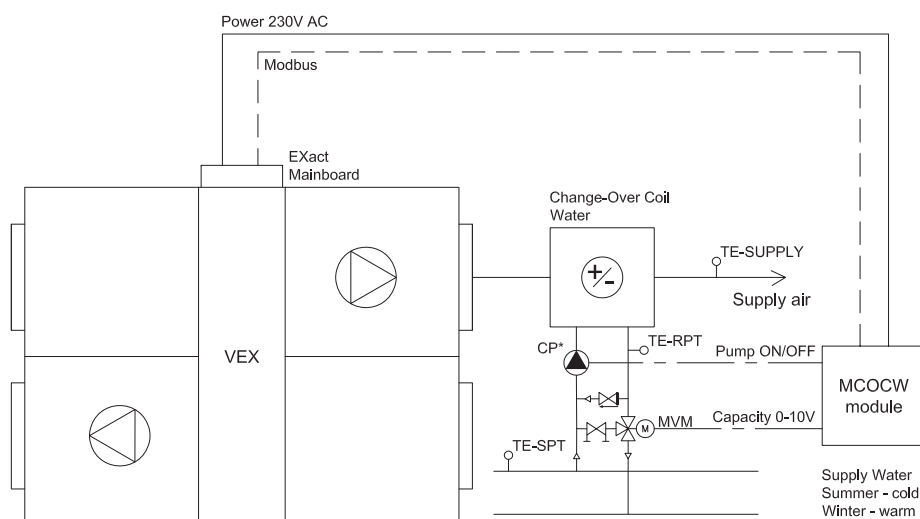 Power 230V AC
Modbus
EXact
Mainboard
Change-Over Coil
Water
+/-
TE-SUPPLY
Supply air
VEX
CP*
TE-RPT
Pump ON/OFF
MCOCW
module
M
MVM
Capacity 0-10V
TE-SPT
Supply Water
Summer - cold
Winter - warm